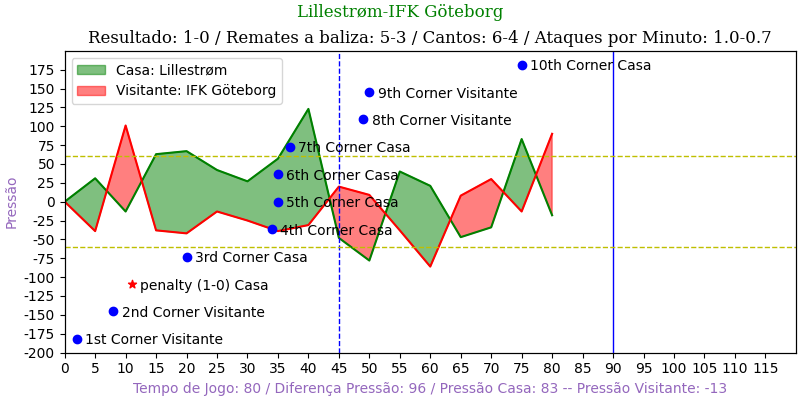 Lillestrøm-IFK Göteborg
Resultado: 1-0 / Remates a baliza: 5-3 / Cantos: 6-4 / Ataques por Minuto: 1.0-0.7
Casa: Lillestrøm
Visitante: IFK Göteborg
10th Corner Casa
9th Corner Visitante
8th Corner Visitante
7th Corner Casa
6th Corner Casa
5th Corner Casa
4th Corner Casa
3rd Corner Casa
penalty (1-0) Casa
2nd Corner Visitante
1st Corner Visitante
Pressão
175
150
125
100
75
50
25
0
-25
-50
-75
-100
-125
-150
-175
-200
0 5 10 15 20 25 30 35 40 45 50 55 60 65 70 75 80 85 90 95 100 105 110 115
Tempo de Jogo: 80 / Diferença Pressão: 96 / Pressão Casa: 83 -- Pressão Visitante: -13